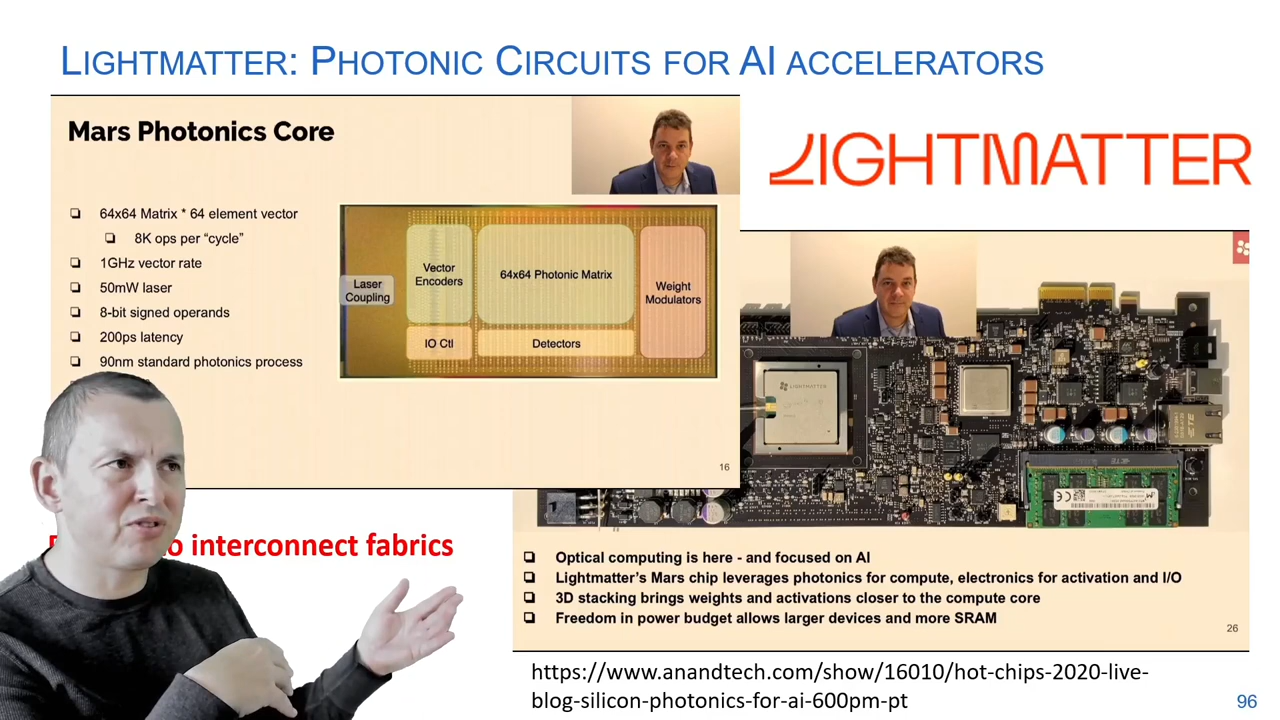 LIGHTMATTER: PHOTONIC CIRCUITS FOR AI ACCELERATORS
Mars Photonics Core
64x64 Matrix * 64 element vector
8K ops per “cycle”
1GHz vector rate
50mW laser
8-bit signed operands
200ps latency
90nm standard photonics process
Laser
Coupling
Vector
Encoders
64x64 Photonic Matrix
Weight
Modulators
IO Ctl
Detectors
16
LIGHTMATTER
LIGHTMATTER
interconnect fabrics
Optical computing is here - and focused on AI
Lightmatter’s Mars chip leverages photonics for compute, electronics for activation and I/O
3D stacking brings weights and activations closer to the compute core
Freedom in power budget allows larger devices and more SRAM
26
https://www.anandtech.com/show/16010/hot-chips-2020-live-
blog-silicon-photonics-for-ai-600pm-pt
96